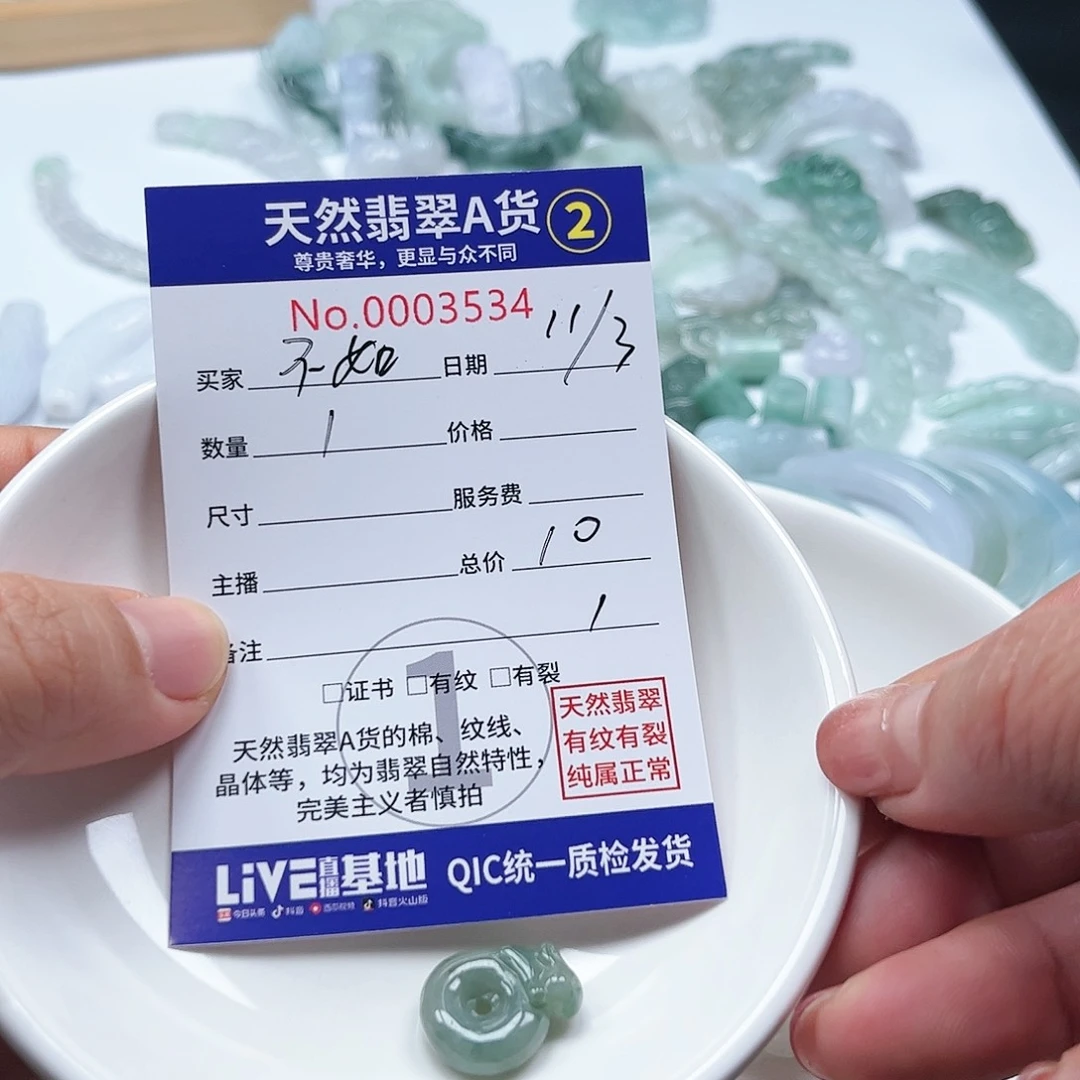 天然翡翠A货 2
尊贵奢华，更显与众不同
No.0003534
买家 不如 日期 11/3
数量 1 价格
尺寸 服务费
主播 总价 10
备注 1
1
□证书 □有纹 □有裂
天然翡翠A货的棉、纹线、
晶体等，均为翡翠自然特性，
完美主义者慎拍
天然翡翠
有纹有裂
纯属正常
LiVE直播基地 QIC统一质检发货
今日头条 抖音 西瓜视频 抖音火山版